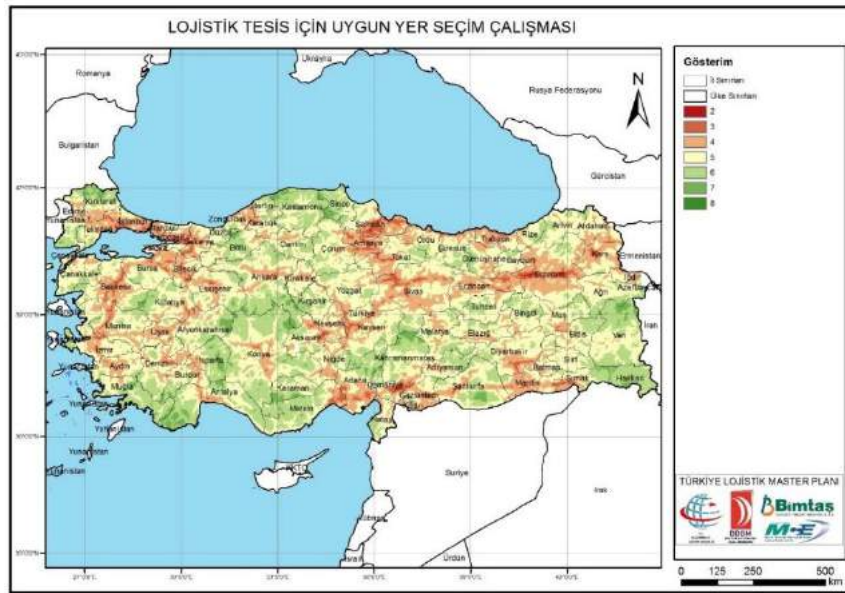 LOJİSTİK TESİS İÇİN UYGUN YER SEÇİM ÇALIŞMASI
Ukrayna
Romanya
Rusya Federasyonu
Bulgaristan
Gürcistan
N
Gösterim
İl Sınırları
Ülke Sınırları
2
3
4
5
6
7
8
Kırklareli
Edirne
Tekirdağ
İstanbul
Kastamonu
Sinop
Samsun
Bolu
Çankırı
Çorum
Amasya
Tokat
Ordu
Giresun
Trabzon
Rize
Artvin
Ardahan
Kars
Gümüşhane
Bayburt
Ermenistan
Çanakkale
Bursa
Bilecik
Balıkesir
Eskişehir
Ankara
Kırıkkale
Yozgat
Sivas
Erzincan
Erzurum
Ağrı
Iğdır
Kütahya
Kırşehir
Türkiye
Tunceli
Bingöl
Muş
İran
Manisa
Uşak
Afyonkarahisar
Nevşehir
Kayseri
Malatya
Elazığ
Bitlis
Van
İzmir
Aydın
Denizli
Isparta
Burdur
Konya
Aksaray
Niğde
Kahramanmaraş
Adıyaman
Diyarbakır
Batman
Siirt
Muğla
Antalya
Karaman
Mersin
Adana
Osmaniye
Gaziantep
Şanlıurfa
Mardin
Şırnak
Hakkari
Yunanistan
KKTC
Suriye
Irak
Lübnan
İsrail
Ürdün
TÜRKİYE LOJİSTİK MASTER PLANI
Bimtaş
0 125 250 500
km